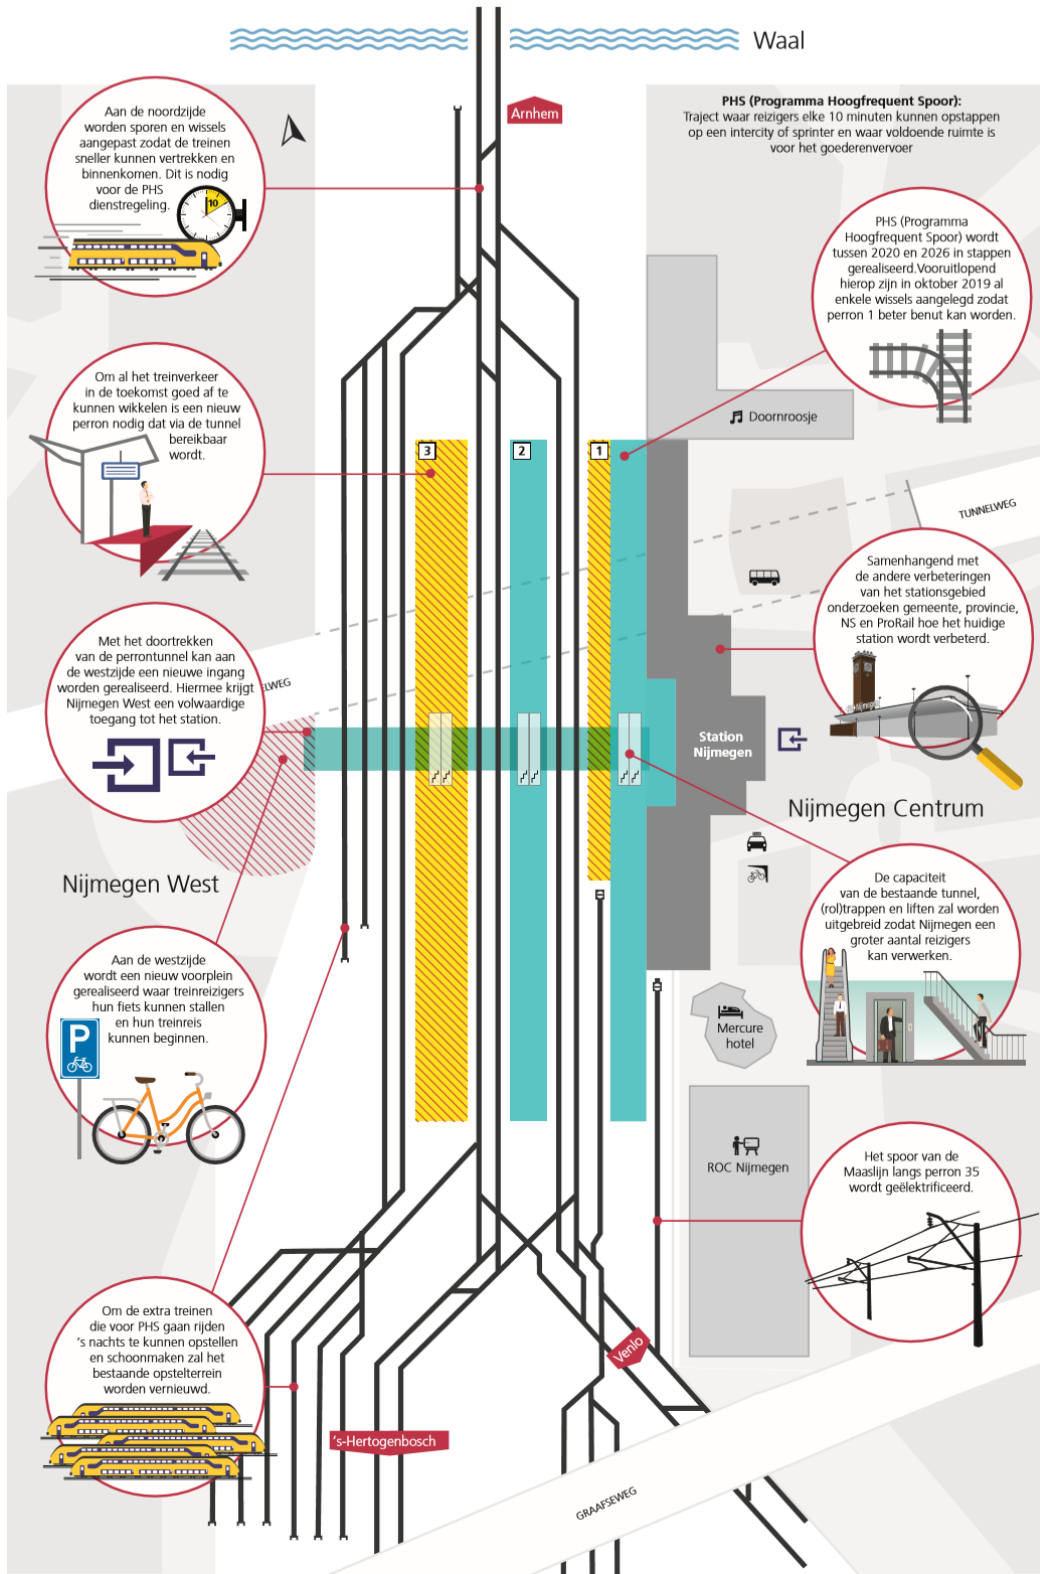 Waal
Arnhem
PHS (Programma Hoogfrequent Spoor):
Traject waar reizigers elke 10 minuten kunnen opstappen
op een intercity of sprinter en waar voldoende ruimte is
voor het goederenvervoer
Aan de noordzijde
worden sporen en wissels
aangepast zodat de treinen
sneller kunnen vertrekken en
binnenkomen. Dit is nodig
voor de PHS
dienstregeling.
10
PHS (Programma
Hoogfrequent Spoor) wordt
tussen 2020 en 2026 in stappen
gerealiseerd.Vooruitlopend
hierop zijn in oktober 2019 al
enkele wissels aangelegd zodat
perron 1 beter benut kan worden.
Om al het treinverkeer
in de toekomst goed af te
kunnen wikkelen is een nieuw
perron nodig dat via de tunnel
bereikbaar
wordt.
Doornroosje
3
2
1
TUNNELWEG
Samenhangend met
de andere verbeteringen
van het stationsgebied
onderzoeken gemeente, provincie,
NS en ProRail hoe het huidige
station wordt verbeterd.
Nijmegen
Met het doortrekken
van de perrontunnel kan aan
de westzijde een nieuwe ingang
worden gerealiseerd. Hiermee krijgt
Nijmegen West een volwaardige
toegang tot het station.
ELWEG
Station
Nijmegen
Nijmegen Centrum
Nijmegen West
De capaciteit
van de bestaande tunnel,
(rol)trappen en liften zal worden
uitgebreid zodat Nijmegen een
groter aantal reizigers
kan verwerken.
Aan de westzijde
wordt een nieuw voorplein
gerealiseerd waar treinreizigers
hun fiets kunnen stallen
en hun treinreis
kunnen beginnen.
P
Mercure
hotel
ROC Nijmegen
Het spoor van de
Maaslijn langs perron 35
wordt geëlektrificeerd.
Om de extra treinen
die voor PHS gaan rijden
's nachts te kunnen opstellen
en schoonmaken zal het
bestaande opstelterrein
worden vernieuwd.
Venlo
's-Hertogenbosch
GRAAFSEWEG